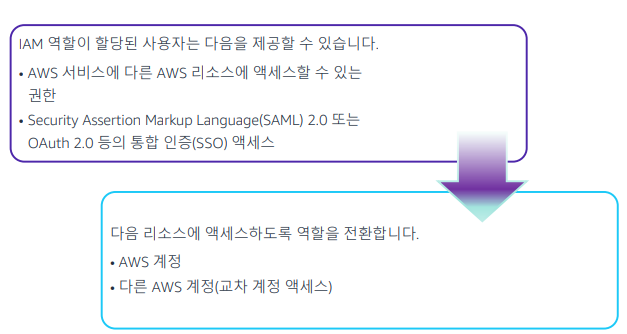 IAM 역할이 할당된 사용자는 다음을 제공할 수 있습니다.
• AWS 서비스에 다른 AWS 리소스에 액세스할 수 있는
권한
• Security Assertion Markup Language(SAML) 2.0 또는
OAuth 2.0 등의 통합 인증(SSO) 액세스
다음 리소스에 액세스하도록 역할을 전환합니다.
• AWS 계정
• 다른 AWS 계정(교차 계정 액세스)